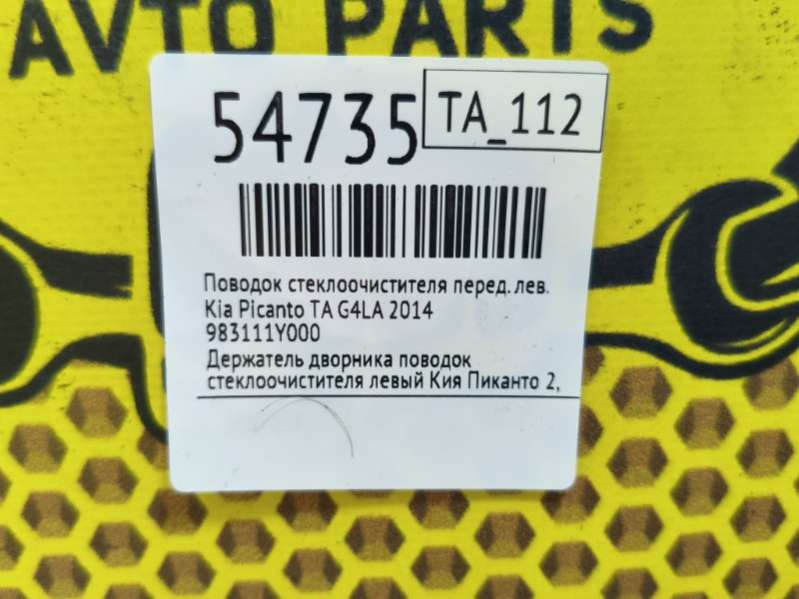 AVTO PARTS
54735
TA_112
Поводок стеклоочистителя перед. лев.
Kia Picanto TA G4LA 2014
983111Y000
Держатель дворника поводок
стеклоочистителя левый Кия Пиканто 2,